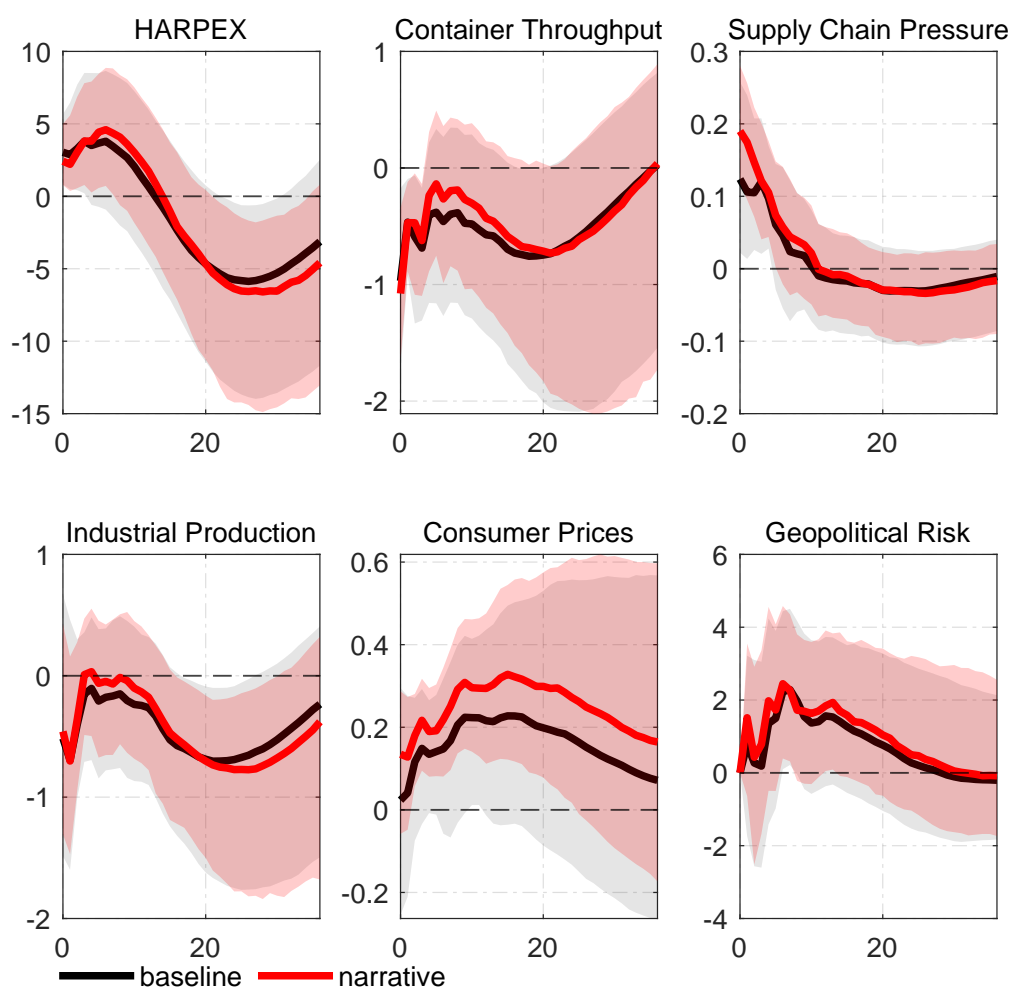 HARPEX Container Throughput Supply Chain Pressure
10 1 0.3
5 0.2
0 0 0.1
-5 -1 0
-10 -0.1
-15 -2 -0.2
0 20 0 20 0 20
Industrial Production Consumer Prices Geopolitical Risk
1 0.6 6
0.4 4
0 0.2 2
-1 0 0
-0.2 -2
-2 -4
0 20 0 20 0 20
baseline narrative